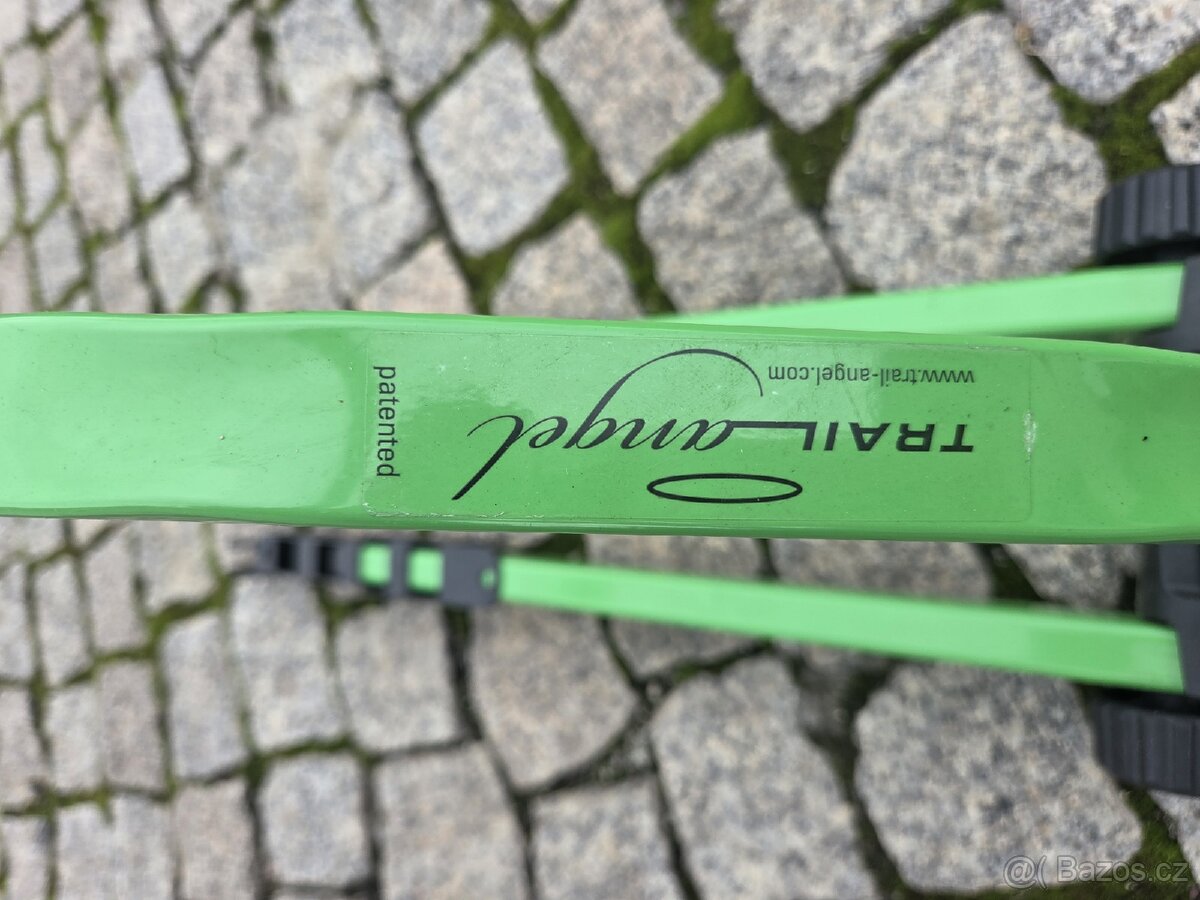 TRAIL angel
www.trail-angel.com
patented
@( Bazos.cz